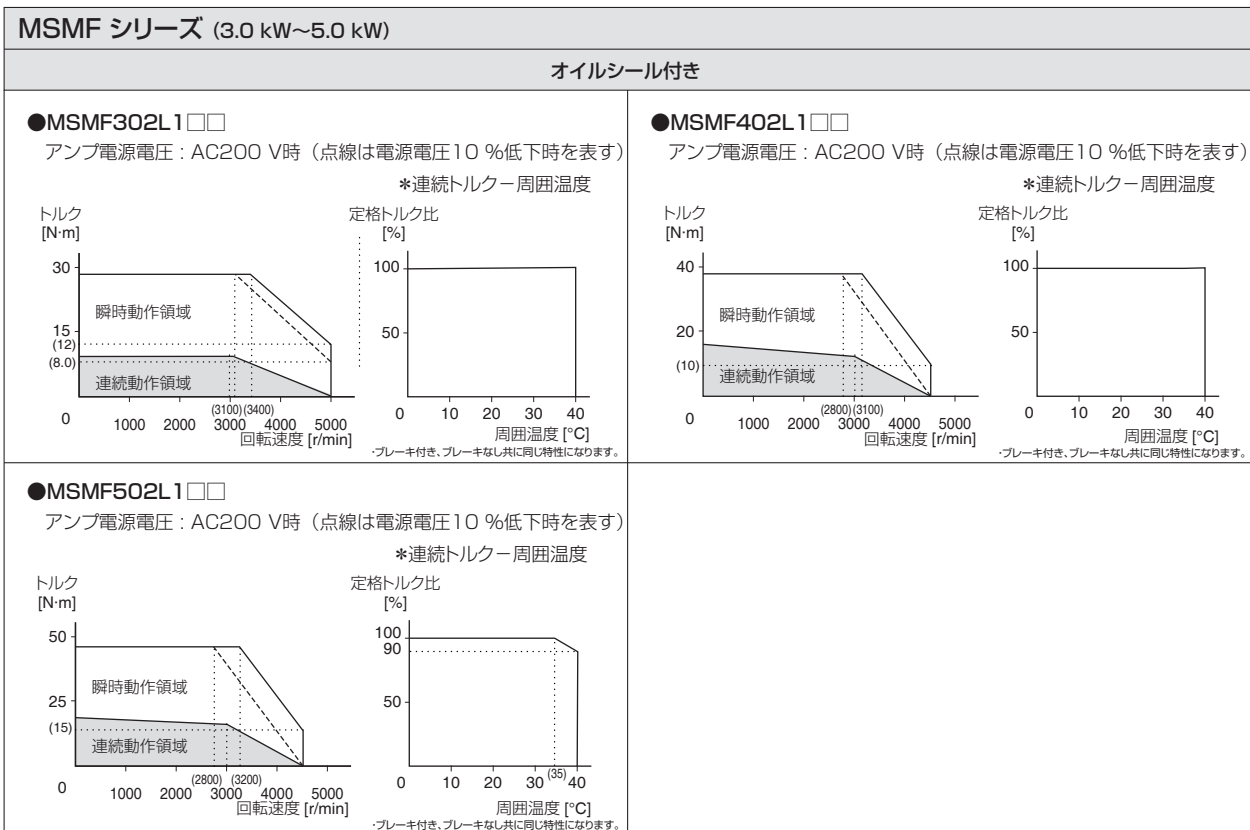 MSMF シリーズ (3.0 kW～5.0 kW)
オイルシール付き
●MSMF302L1□□
アンプ電源電圧：AC200 V時（点線は電源電圧10 %低下時を表す）
*連続トルクー周囲温度
トルク
[N·m]
30
15
(12)
(8.0)
瞬時動作領域
連続動作領域
0
1000 2000 3000 4000 5000
(3100) (3400)
回転速度 [r/min]
定格トルク比
[%]
100
50
0 10 20 30 40
周囲温度 [°C]
・ブレーキ付き、ブレーキなし共に同じ特性になります。
●MSMF402L1□□
アンプ電源電圧：AC200 V時（点線は電源電圧10 %低下時を表す）
*連続トルクー周囲温度
トルク
[N·m]
40
20
(10)
瞬時動作領域
連続動作領域
0
1000 2000 3000 4000 5000
(2800) (3100)
回転速度 [r/min]
定格トルク比
[%]
100
50
0 10 20 30 40
周囲温度 [°C]
・ブレーキ付き、ブレーキなし共に同じ特性になります。
●MSMF502L1□□
アンプ電源電圧：AC200 V時（点線は電源電圧10 %低下時を表す）
*連続トルクー周囲温度
トルク
[N·m]
50
25
(15)
瞬時動作領域
連続動作領域
0
1000 2000 3000 4000 5000
(2800) (3200)
回転速度 [r/min]
定格トルク比
[%]
100
90
50
0 10 20 30 (35) 40
周囲温度 [°C]
・ブレーキ付き、ブレーキなし共に同じ特性になります。